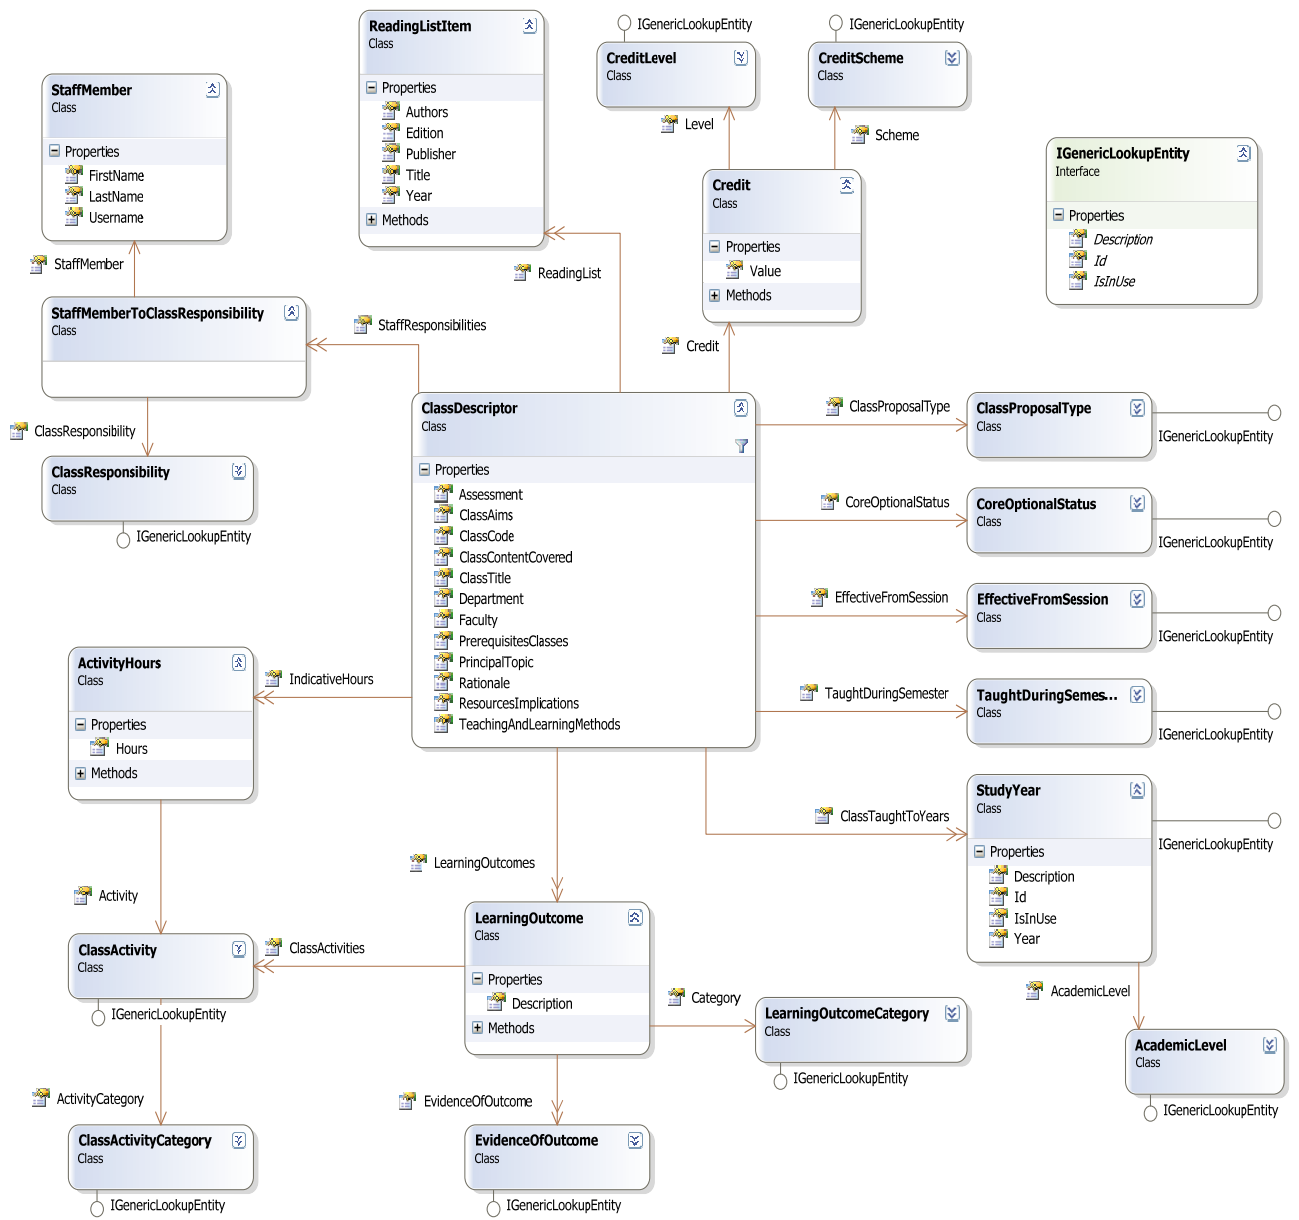 ReadingListItem
Class
Properties
Authors
Edition
Publisher
Title
Year
Methods
IGenericLookupEntity
CreditLevel
Class
IGenericLookupEntity
CreditScheme
Class
StaffMember
Class
Properties
FirstName
LastName
Username
Level
Scheme
IGenericLookupEntity
Interface
Properties
Description
Id
IsInUse
Credit
Class
Properties
Value
Methods
StaffMember
ReadingList
StaffMemberToClassResponsibility
Class
StaffResponsibilities
Credit
ClassResponsibility
ClassResponsibility
Class
IGenericLookupEntity
ClassDescriptor
Class
Properties
Assessment
ClassAims
ClassCode
ClassContentCovered
ClassTitle
Department
Faculty
PrerequisitesClasses
PrincipalTopic
Rationale
ResourcesImplications
TeachingAndLearningMethods
ClassProposalType
ClassProposalType
Class
IGenericLookupEntity
CoreOptionalStatus
CoreOptionalStatus
Class
IGenericLookupEntity
EffectiveFromSession
EffectiveFromSession
Class
IGenericLookupEntity
TaughtDuringSemester
TaughtDuringSemes...
Class
IGenericLookupEntity
ActivityHours
Class
Properties
Hours
Methods
IndicativeHours
ClassTaughtToYears
StudyYear
Class
Properties
Description
Id
IsInUse
Year
IGenericLookupEntity
LearningOutcomes
Activity
ClassActivity
Class
IGenericLookupEntity
ClassActivities
LearningOutcome
Class
Properties
Description
Methods
Category
LearningOutcomeCategory
Class
IGenericLookupEntity
AcademicLevel
AcademicLevel
Class
IGenericLookupEntity
ActivityCategory
ClassActivityCategory
Class
IGenericLookupEntity
EvidenceOfOutcome
EvidenceOfOutcome
Class
IGenericLookupEntity